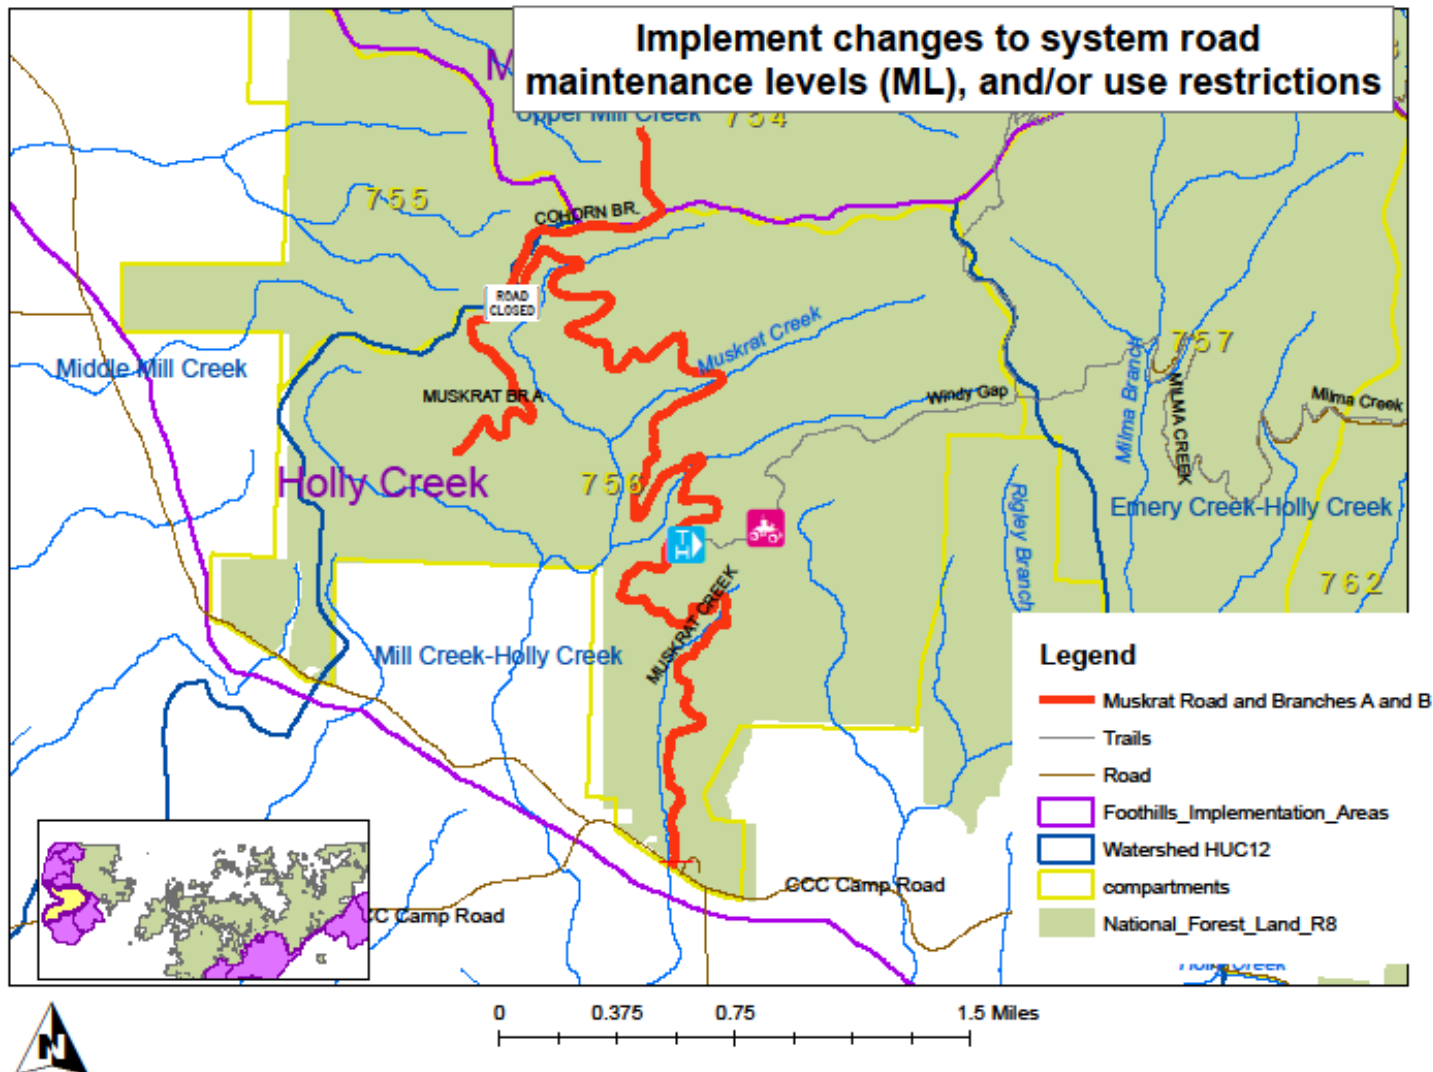 Implement changes to system road
maintenance levels (ML), and/or use restrictions
M
Upper Mill Creek
754
755
COHORN BR.
ROAD
CLOSED
Muskrat Creek
757
Middle Mill Creek
MUSKRAT BR A
Windy Gap
Milma Branch
MILMA CREEK
Milma Creek
Holly Creek
756
Emery Creek-Holly Creek
Rigley Branch
762
MUSKRAT CREEK
Mill Creek-Holly Creek
Legend
Muskrat Road and Branches A and B
Trails
Road
Foothills_Implementation_Areas
Watershed HUC12
compartments
National_Forest_Land_R8
CCC Camp Road
CC Camp Road
Holly Creek
0 0.375 0.75 1.5 Miles
N